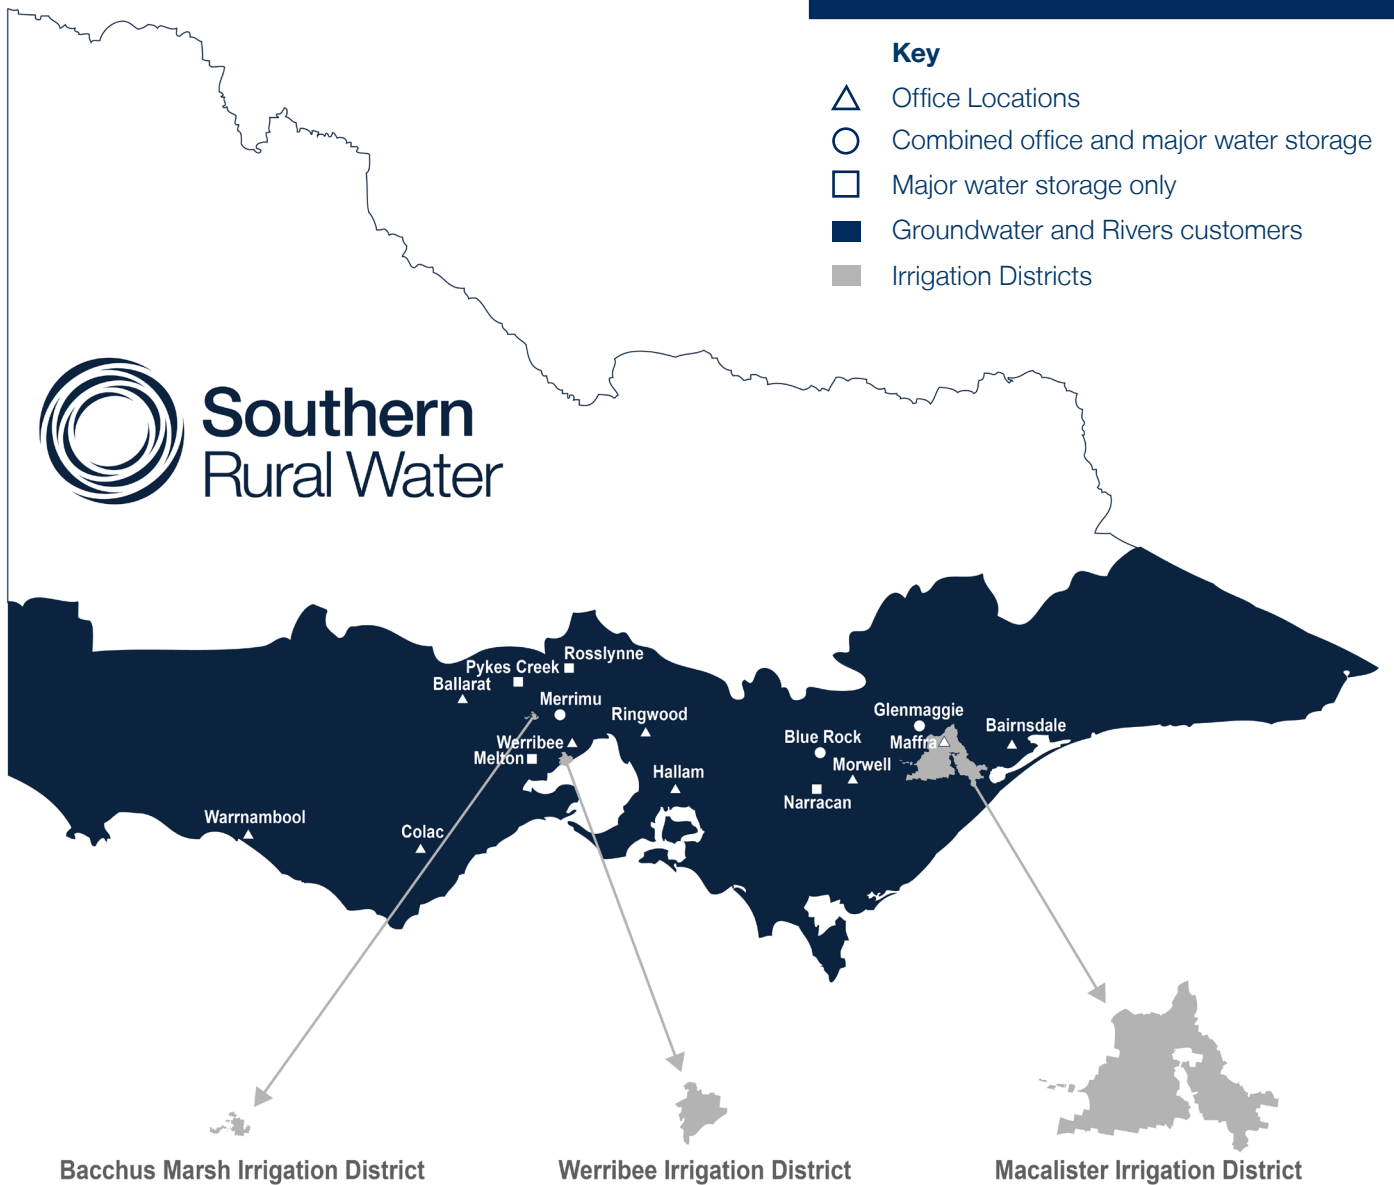 Key
Office Locations
Combined office and major water storage
Major water storage only
Groundwater and Rivers customers
Irrigation Districts
Southern
Rural Water
Rosslynne
Pykes Creek
Ballarat
Merrimu
Ringwood
Werribee
Melton
Hallam
Warrnambool
Colac
Glenmaggie
Bairnsdale
Blue Rock
Maffra
Morwell
Narracan
Bacchus Marsh Irrigation District
Werribee Irrigation District
Macalister Irrigation District